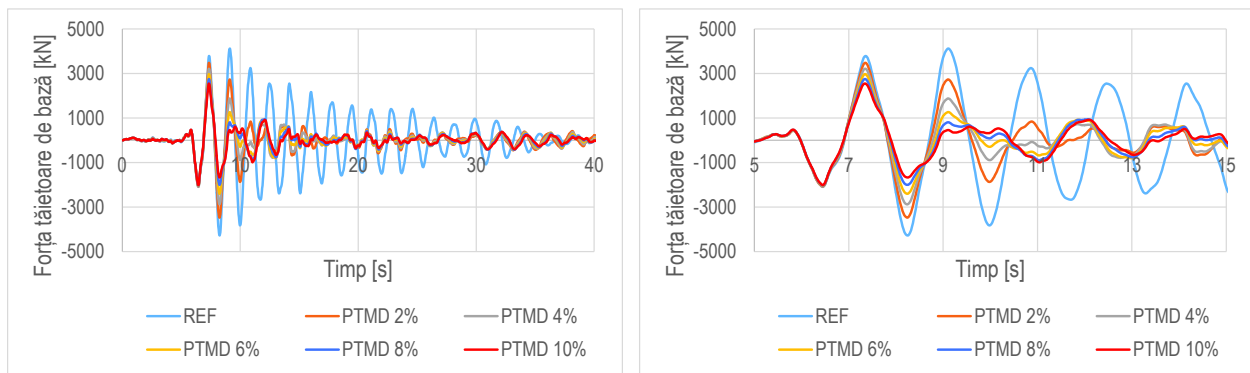 5000
3000
1000
-1000
-3000
-5000
0
10
20
30
40
Forța tăietoare de bază [kN]
Timp [s]
REF
PTMD 2%
PTMD 4%
PTMD 6%
PTMD 8%
PTMD 10%
5000
3000
1000
-1000
-3000
-5000
5
7
9
11
13
15
Forța tăietoare de bază [kN]
Timp [s]
REF
PTMD 2%
PTMD 4%
PTMD 6%
PTMD 8%
PTMD 10%